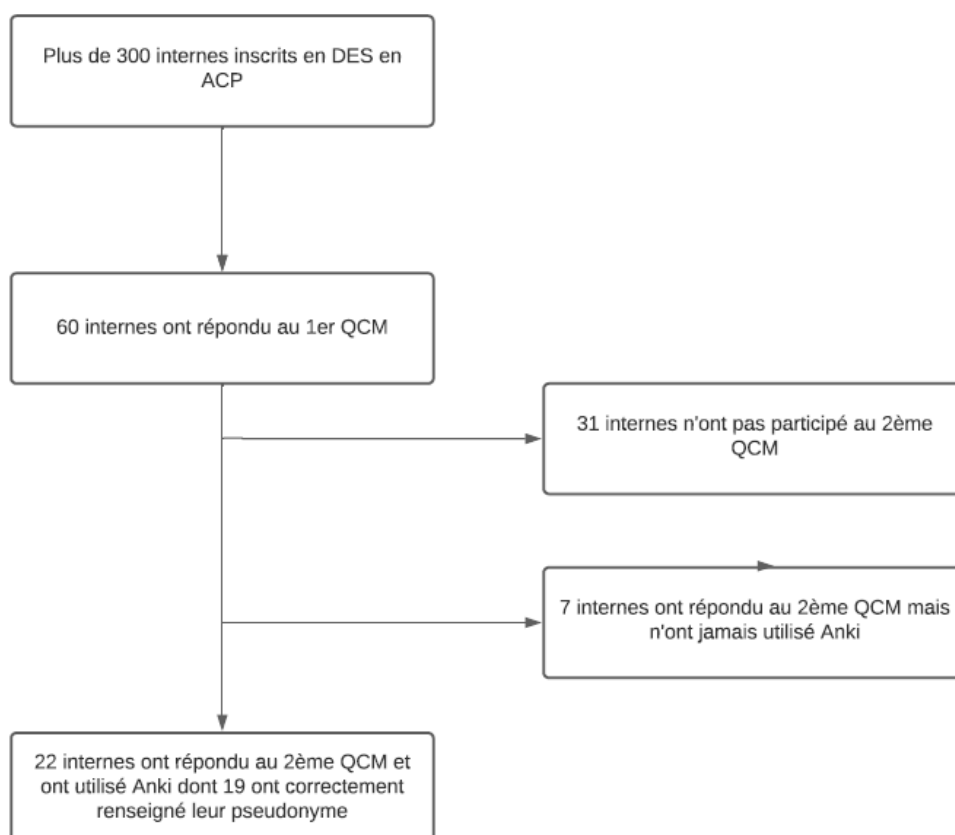 Plus de 300 internes inscrits en DES en
ACP
60 internes ont répondu au 1er QCM
31 internes n'ont pas participé au 2ème
QCM
7 internes ont répondu au 2ème QCM mais
n'ont jamais utilisé Anki
22 internes ont répondu au 2ème QCM et
ont utilisé Anki dont 19 ont correctement
renseigné leur pseudonyme